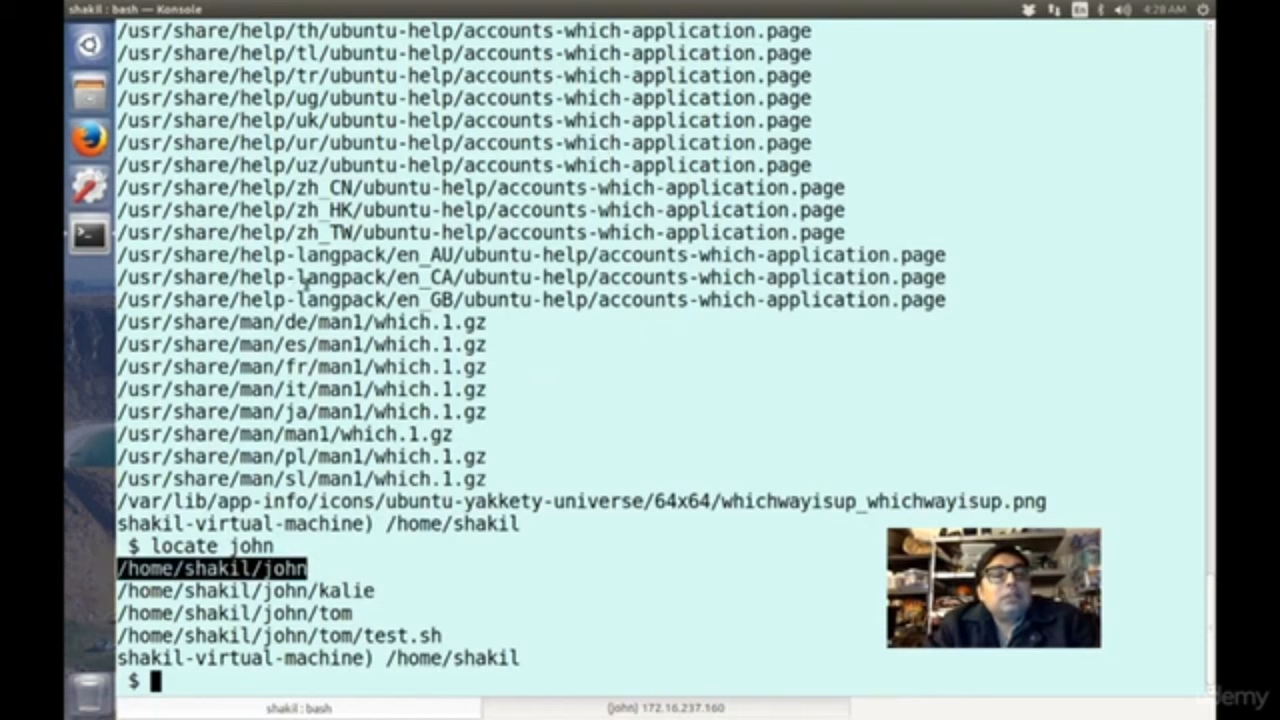 shakil : bash — Konsole
En
4:28 AM
/usr/share/help/th/ubuntu-help/accounts-which-application.page
/usr/share/help/tl/ubuntu-help/accounts-which-application.page
/usr/share/help/tr/ubuntu-help/accounts-which-application.page
/usr/share/help/ug/ubuntu-help/accounts-which-application.page
/usr/share/help/uk/ubuntu-help/accounts-which-application.page
/usr/share/help/ur/ubuntu-help/accounts-which-application.page
/usr/share/help/uz/ubuntu-help/accounts-which-application.page
/usr/share/help/zh_CN/ubuntu-help/accounts-which-application.page
/usr/share/help/zh_HK/ubuntu-help/accounts-which-application.page
/usr/share/help/zh_TW/ubuntu-help/accounts-which-application.page
/usr/share/help-langpack/en_AU/ubuntu-help/accounts-which-application.page
/usr/share/help-langpack/en_CA/ubuntu-help/accounts-which-application.page
/usr/share/help-langpack/en_GB/ubuntu-help/accounts-which-application.page
/usr/share/man/de/man1/which.1.gz
/usr/share/man/es/man1/which.1.gz
/usr/share/man/fr/man1/which.1.gz
/usr/share/man/it/man1/which.1.gz
/usr/share/man/ja/man1/which.1.gz
/usr/share/man/man1/which.1.gz
/usr/share/man/pl/man1/which.1.gz
/usr/share/man/sl/man1/which.1.gz
/var/lib/app-info/icons/ubuntu-yakkety-universe/64x64/whichwayisup_whichwayisup.png
shakil-virtual-machine) /home/shakil
$ locate john
/home/shakil/john
/home/shakil/john/kalie
/home/shakil/john/tom
/home/shakil/john/tom/test.sh
shakil-virtual-machine) /home/shakil
$
shakil : bash
(john) 172.16.237.160
udemy